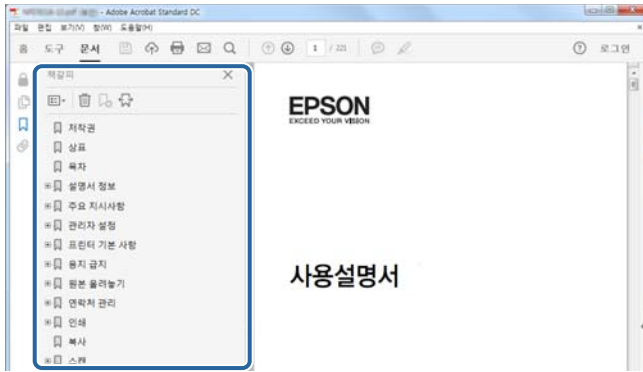 - Adobe Acrobat Standard DC
파일 편집 보기(V) 창(W) 도움말(H)
홈 도구 문서 1 / 221 로그인
책갈피
저작권
상표
목차
설명서 정보
주요 지시사항
관리자 설정
프린터 기본 사항
용지 급지
원본 올려놓기
연락처 관리
인쇄
복사
스캔
EPSON
EXCEED YOUR VISION
사용설명서